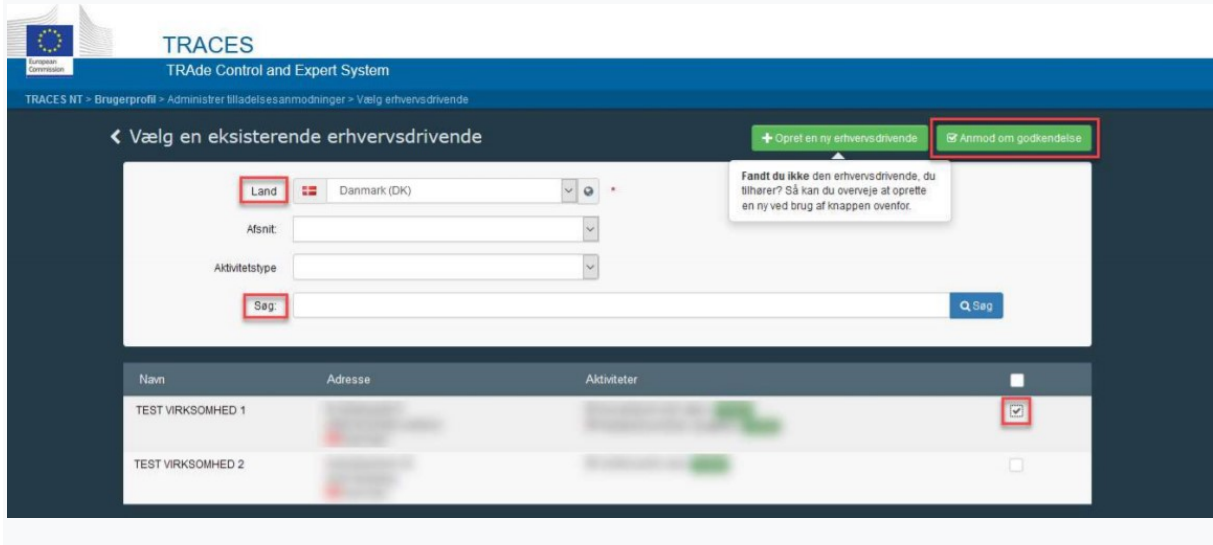 European
Commission
TRACES
TRAde Control and Expert System
TRACES NT > Brugerprofil > Administrer tilladelsesanmodninger > Vælg erhvervsdrivende
Vælg en eksisterende erhvervsdrivende
Opret en ny erhvervsdrivende
Anmod om godkendelse
Fandt du ikke den erhvervsdrivende, du
tilhører? Så kan du overveje at oprette
en ny ved brug af knappen ovenfor.
Land
Danmark (DK)
*
Afsnit:
Aktivitetstype
Søg:
Søg
Navn Adresse Aktiviteter
TEST VIRKSOMHED 1
TEST VIRKSOMHED 2